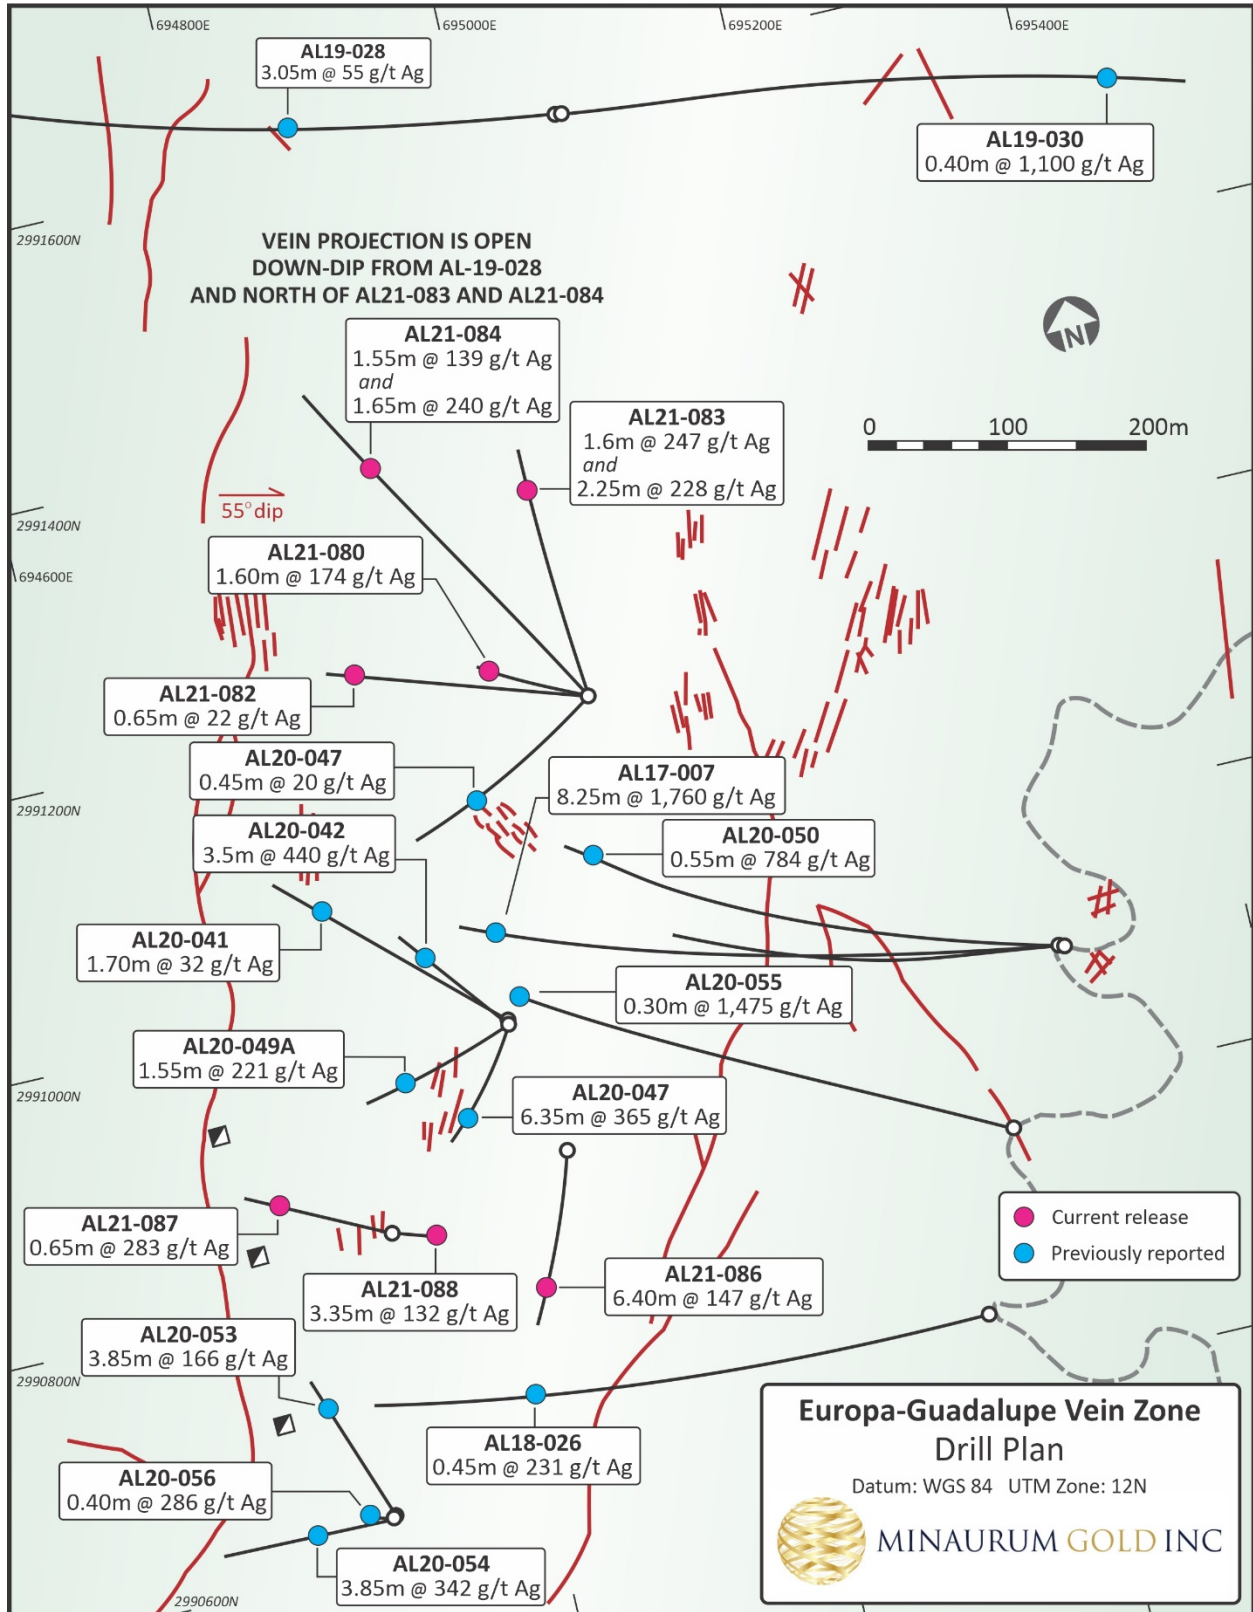 694800E
695000E
695200E
695400E
AL19-028
3.05m @ 55 g/t Ag
AL19-030
0.40m @ 1,100 g/t Ag
2991600N
VEIN PROJECTION IS OPEN
DOWN-DIP FROM AL-19-028
AND NORTH OF AL21-083 AND AL21-084
N
AL21-084
1.55m @ 139 g/t Ag
and
1.65m @ 240 g/t Ag
AL21-083
1.6m @ 247 g/t Ag
and
2.25m @ 228 g/t Ag
0 100 200m
55° dip
2991400N
694600E
AL21-080
1.60m @ 174 g/t Ag
AL21-082
0.65m @ 22 g/t Ag
AL20-047
0.45m @ 20 g/t Ag
AL17-007
8.25m @ 1,760 g/t Ag
2991200N
AL20-042
3.5m @ 440 g/t Ag
AL20-050
0.55m @ 784 g/t Ag
AL20-041
1.70m @ 32 g/t Ag
AL20-055
0.30m @ 1,475 g/t Ag
AL20-049A
1.55m @ 221 g/t Ag
2991000N
AL20-047
6.35m @ 365 g/t Ag
AL21-087
0.65m @ 283 g/t Ag
Current release
Previously reported
AL21-088
3.35m @ 132 g/t Ag
AL21-086
6.40m @ 147 g/t Ag
AL20-053
3.85m @ 166 g/t Ag
2990800N
AL18-026
0.45m @ 231 g/t Ag
AL20-056
0.40m @ 286 g/t Ag
AL20-054
3.85m @ 342 g/t Ag
2990600N
Europa-Guadalupe Vein Zone
Drill Plan
Datum: WGS 84 UTM Zone: 12N
MINAURUM GOLD INC